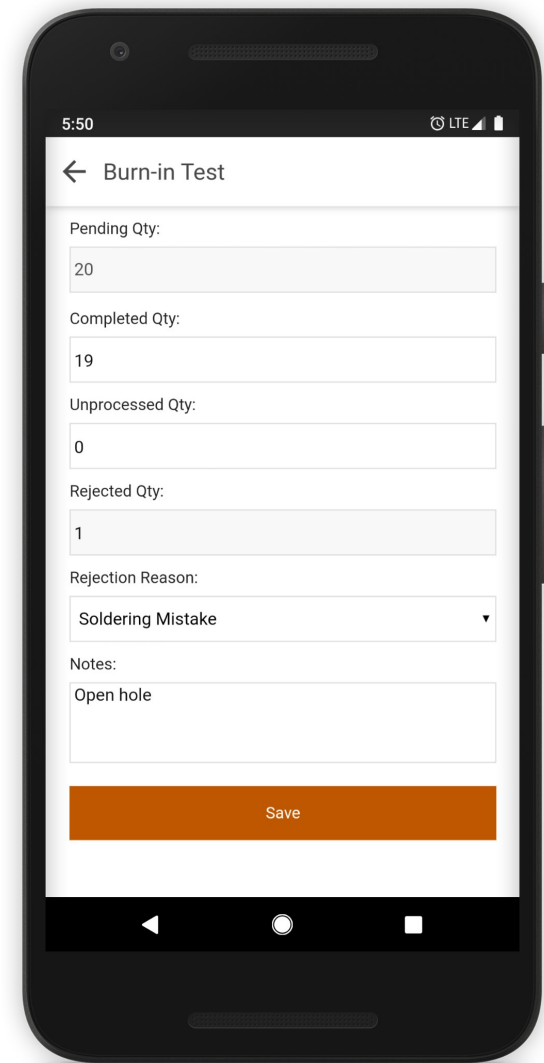 5:50
LTE
Burn-in Test
Pending Qty:
20
Completed Qty:
19
Unprocessed Qty:
0
Rejected Qty:
1
Rejection Reason:
Soldering Mistake
Notes:
Open hole
Save